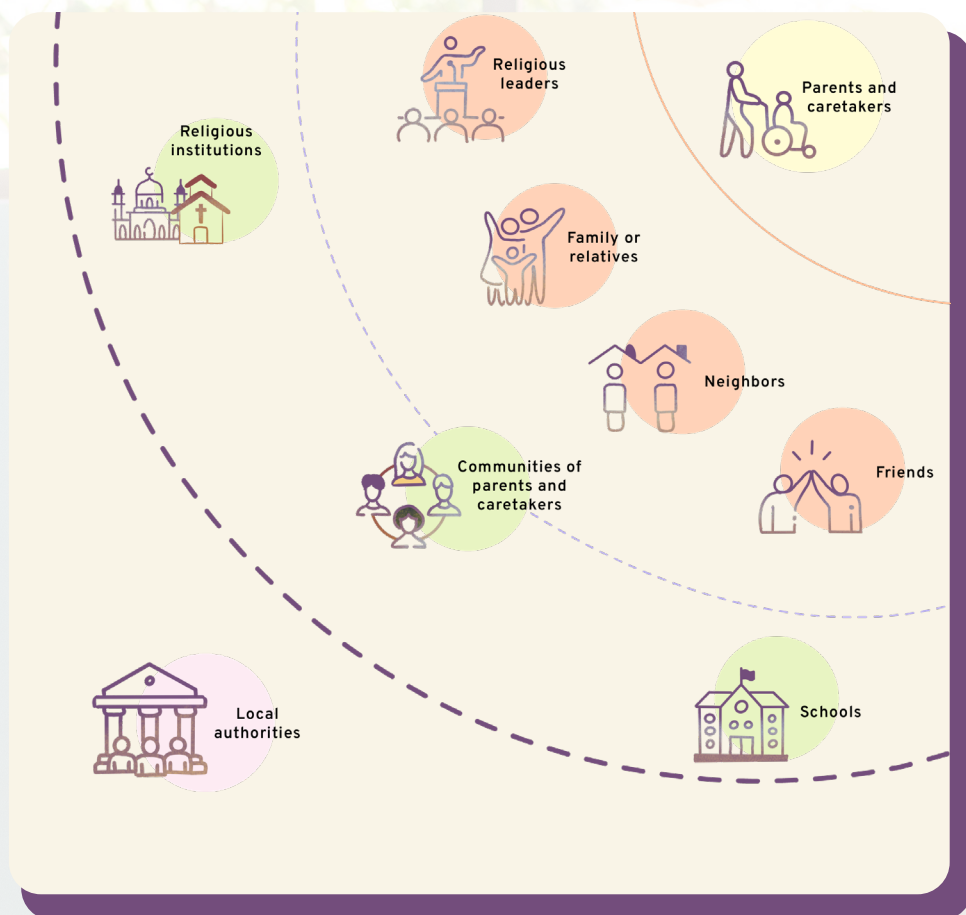 Religious
leaders
Parents and
caretakers
Religious
institutions
Family or
relatives
Neighbors
Communities of
parents and
caretakers
Friends
Local
authorities
Schools